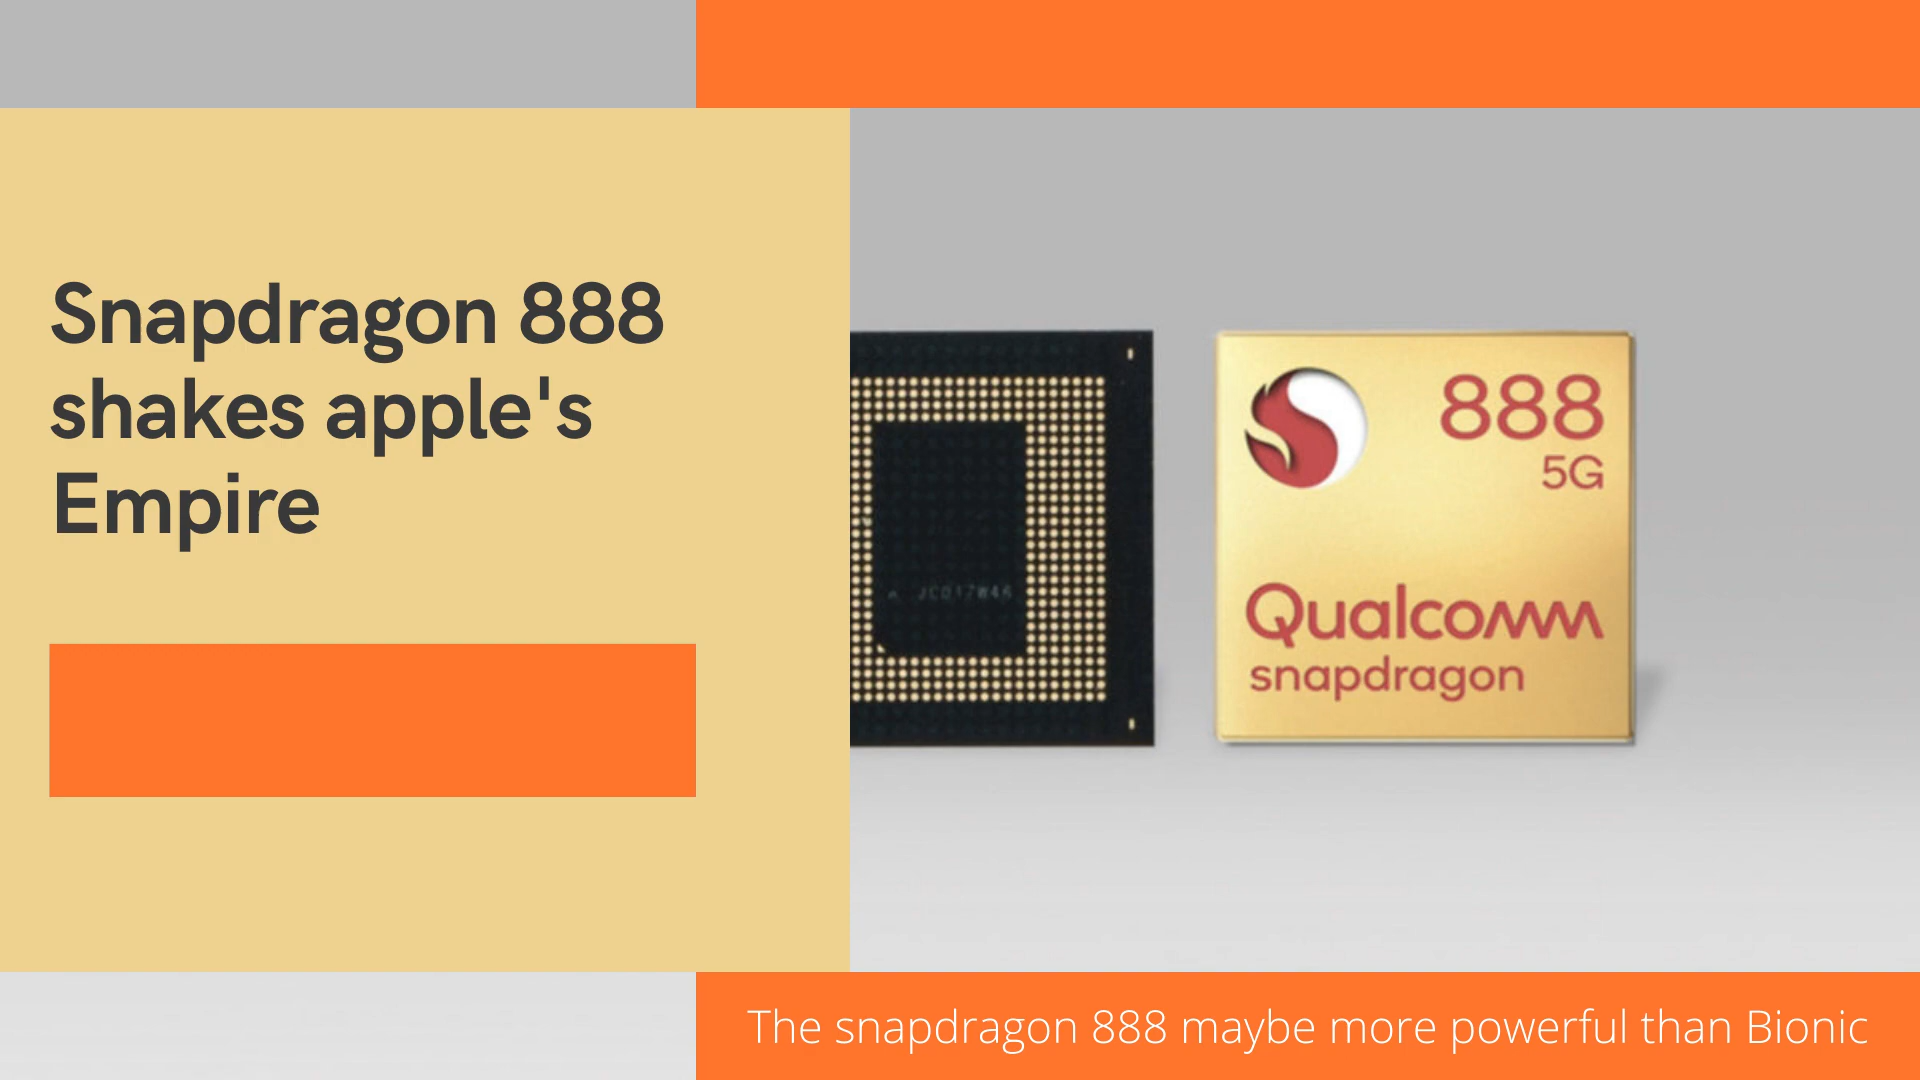 Snapdragon 888
shakes apple's
Empire
888
5G
Qualcomm
snapdragon
The snapdragon 888 maybe more powerful than Bionic